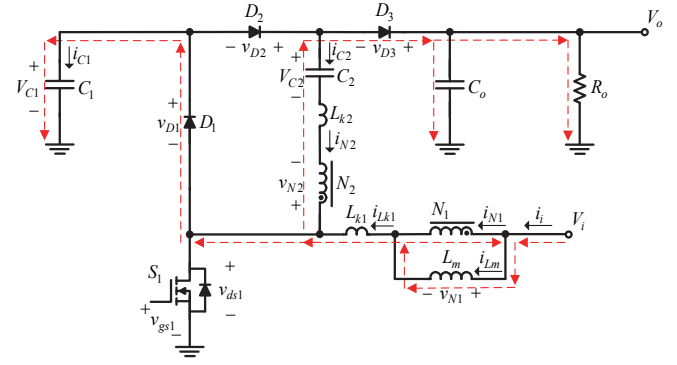 D2 D3 Vo
+ iC1 − vD2 + + iC2 − vD3 +
VC1 C1 VC2 C2 Co Ro
− + −
vD1 D1 Lk2
− iN2
−
vN2 N2
+ Lk1 iLk1 N1 iN1 ii Vi
S1 + Lm iLm
vds1 − vN1 +
+ −
vgs1 −